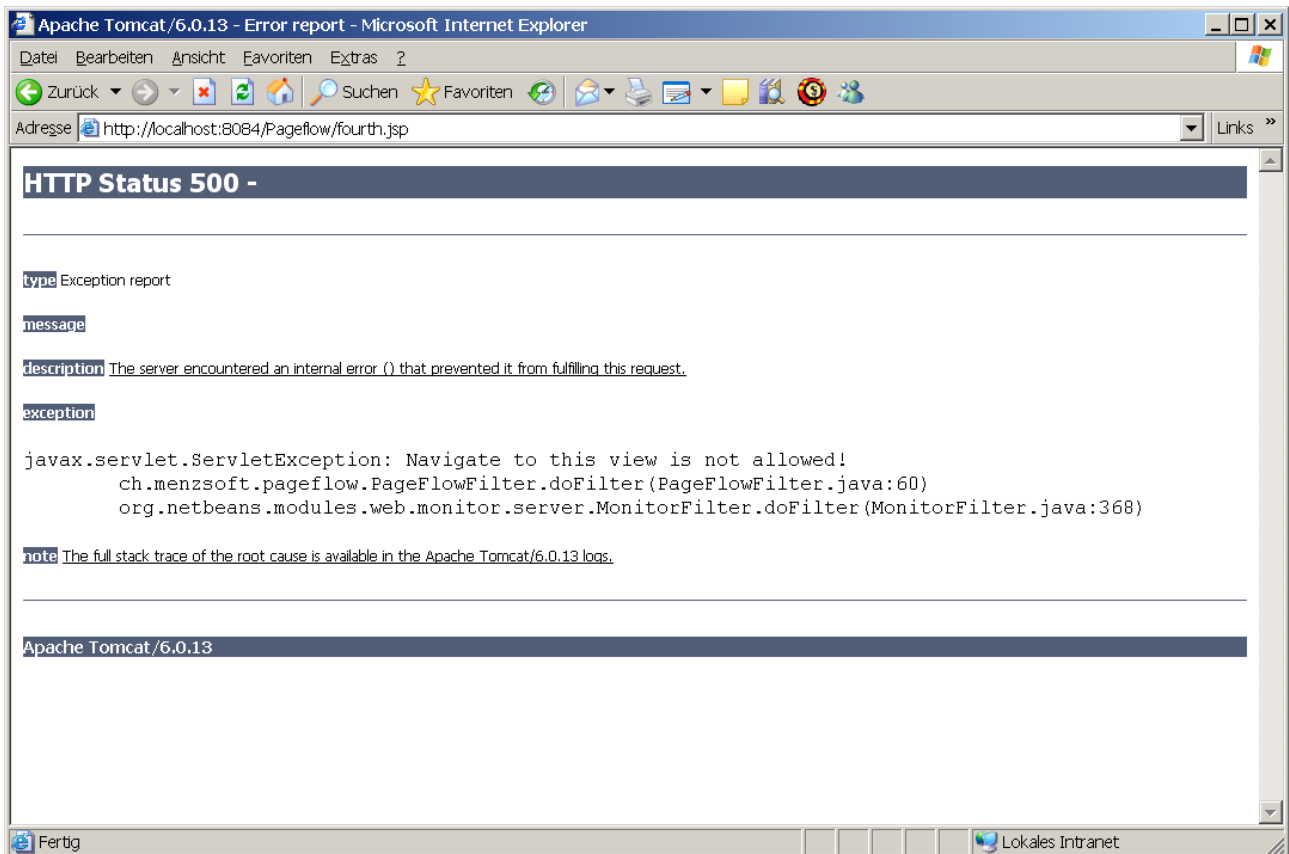 Apache Tomcat/6.0.13 - Error report - Microsoft Internet Explorer
Datei Bearbeiten Ansicht Favoriten Extras ?
Zurück Suchen Favoriten
Adresse http://localhost:8084/Pageflow/fourth.jsp Links »
HTTP Status 500 -
type Exception report
message
description The server encountered an internal error () that prevented it from fulfilling this request.
exception
javax.servlet.ServletException: Navigate to this view is not allowed!
ch.menzsoft.pageflow.PageFlowFilter.doFilter(PageFlowFilter.java:60)
org.netbeans.modules.web.monitor.server.MonitorFilter.doFilter(MonitorFilter.java:368)
note The full stack trace of the root cause is available in the Apache Tomcat/6.0.13 logs.
Apache Tomcat/6.0.13
Fertig Lokales Intranet